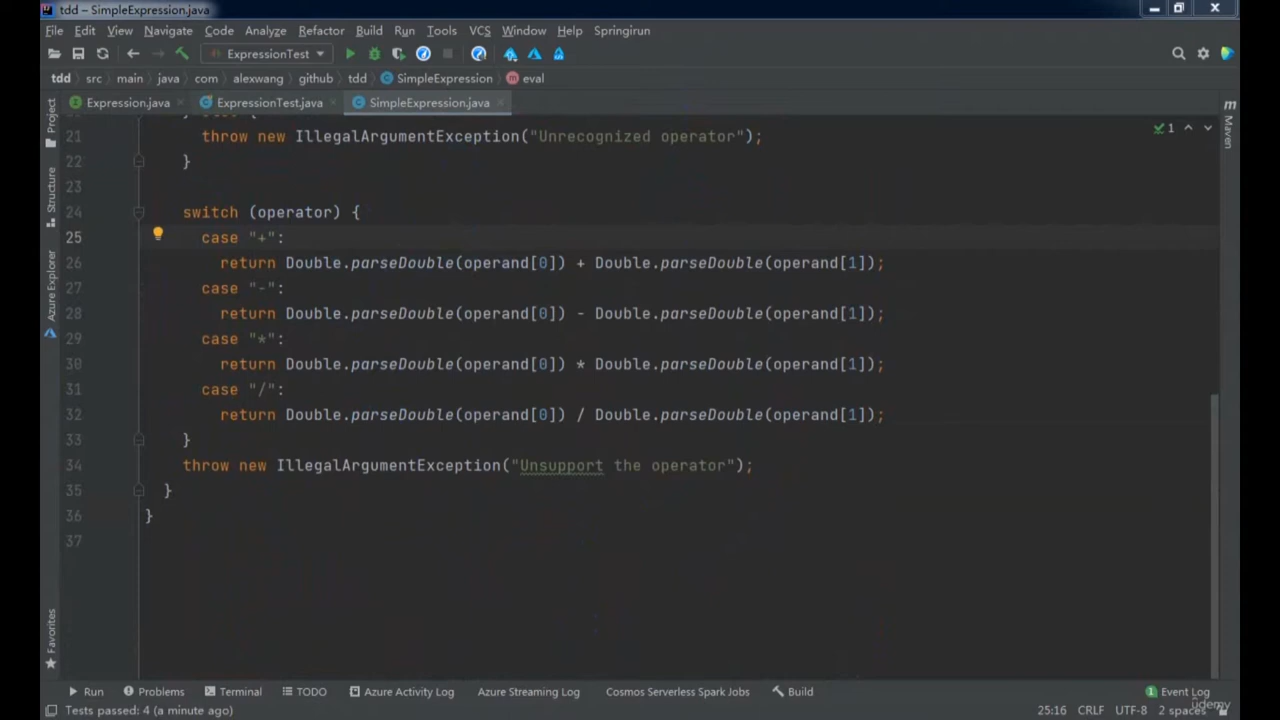 tdd – SimpleExpression.java
File Edit View Navigate Code Analyze Refactor Build Run Tools VCS Window Help Springirun
ExpressionTest
tdd src main java com alexwang github tdd SimpleExpression eval
Expression.java ExpressionTest.java SimpleExpression.java
Project
Structure
Azure Explorer
Favorites
Maven
1
21 throw new IllegalArgumentException("Unrecognized operator");
22 }
23
24 switch (operator) {
25 case "+":
26 return Double.parseDouble(operand[0]) + Double.parseDouble(operand[1]);
27 case "-":
28 return Double.parseDouble(operand[0]) - Double.parseDouble(operand[1]);
29 case "*":
30 return Double.parseDouble(operand[0]) * Double.parseDouble(operand[1]);
31 case "/":
32 return Double.parseDouble(operand[0]) / Double.parseDouble(operand[1]);
33 }
34 throw new IllegalArgumentException("Unsupport the operator");
35 }
36 }
37
Run Problems Terminal TODO Azure Activity Log Azure Streaming Log Cosmos Serverless Spark Jobs Build 1 Event Log
Tests passed: 4 (a minute ago) 25:16 CRLF UTF-8 2 spaces
udemy